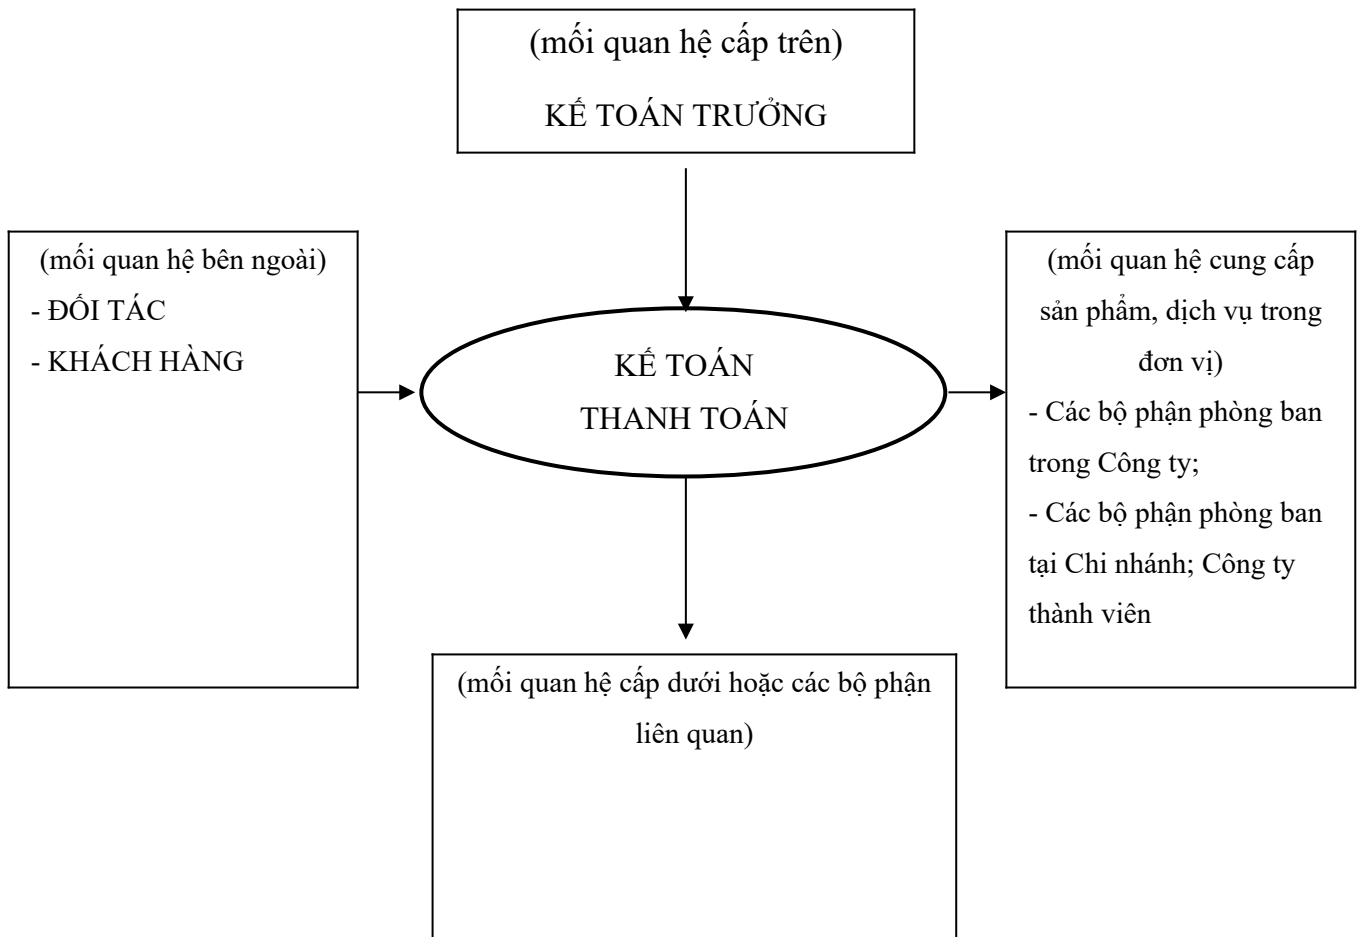 (mối quan hệ cấp trên)
KẾ TOÁN TRƯỞNG
(mối quan hệ bên ngoài)
- ĐỐI TÁC
- KHÁCH HÀNG
KẾ TOÁN
THANH TOÁN
(mối quan hệ cung cấp
sản phẩm, dịch vụ trong
đơn vị)
- Các bộ phận phòng ban
trong Công ty;
- Các bộ phận phòng ban
tại Chi nhánh; Công ty
thành viên
(mối quan hệ cấp dưới hoặc các bộ phận
liên quan)